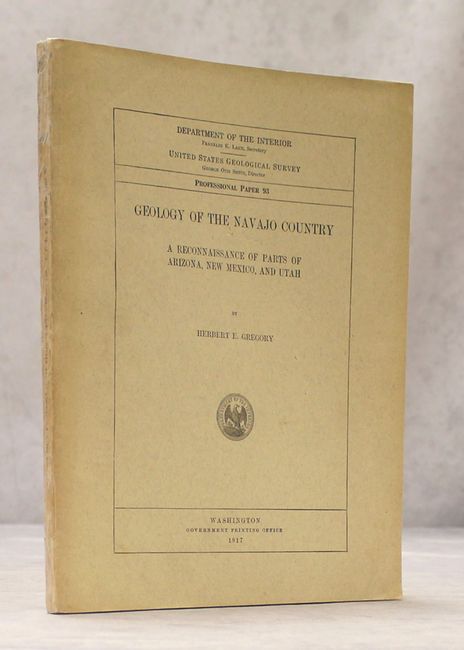 DEPARTMENT OF THE INTERIOR
FRANKLIN K. LANE, Secretary
UNITED STATES GEOLOGICAL SURVEY
GEORGE OTIS SMITH, Director
PROFESSIONAL PAPER 93
GEOLOGY OF THE NAVAJO COUNTRY
A RECONNAISSANCE OF PARTS OF
ARIZONA, NEW MEXICO, AND UTAH
BY
HERBERT E. GREGORY
WASHINGTON
GOVERNMENT PRINTING OFFICE
1917